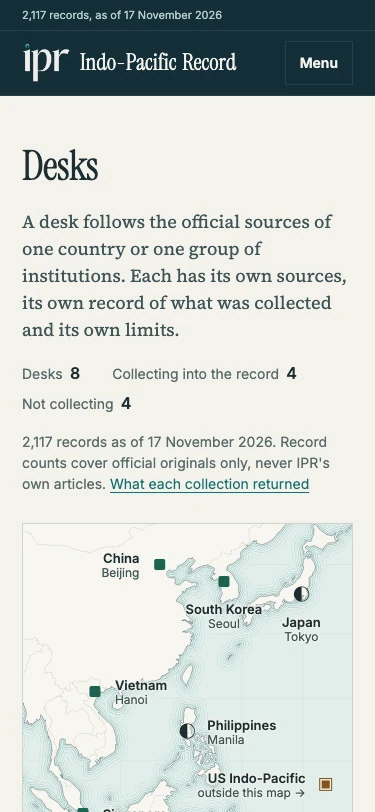 2,117 records, as of 17 November 2026
ipr Indo-Pacific Record
Menu
Desks
A desk follows the official sources of
one country or one group of
institutions. Each has its own sources,
its own record of what was collected
and its own limits.
Desks 8 Collecting into the record 4
Not collecting 4
2,117 records as of 17 November 2026. Record
counts cover official originals only, never IPR's
own articles. What each collection returned
China
Beijing
South Korea
Seoul
Japan
Tokyo
Vietnam
Hanoi
Philippines
Manila
US Indo-Pacific
outside this map →